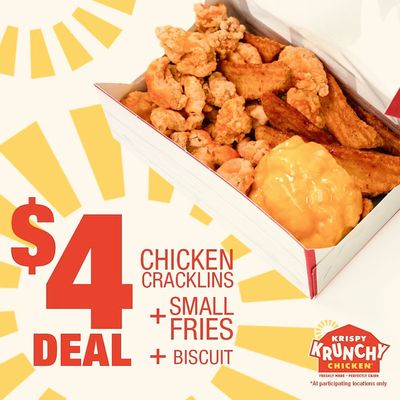 $4
DEAL
CHICKEN
CRACKLINS
+ SMALL
FRIES
+ BISCUIT
KRISPY
KRUNCHY
CHICKEN
FRESHLY MADE • PERFECTLY CAJUN
*At participating locations only